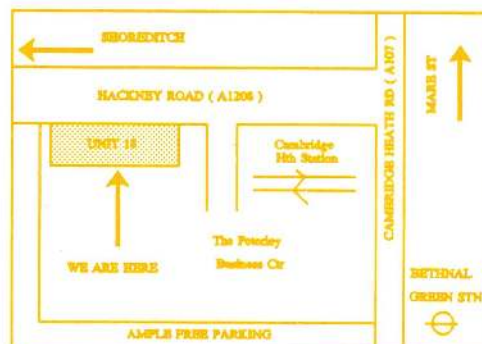 SHOREDITCH
HACKNEY ROAD ( A1208 )
CAMBRIDGE HEATH RD ( A107 )
MARE ST
UNIT 18
Cambridge
Hth Station
The Pewtley
Business Ctr
WE ARE HERE
BETHNAL
GREEN STN
AMPLE FREE PARKING